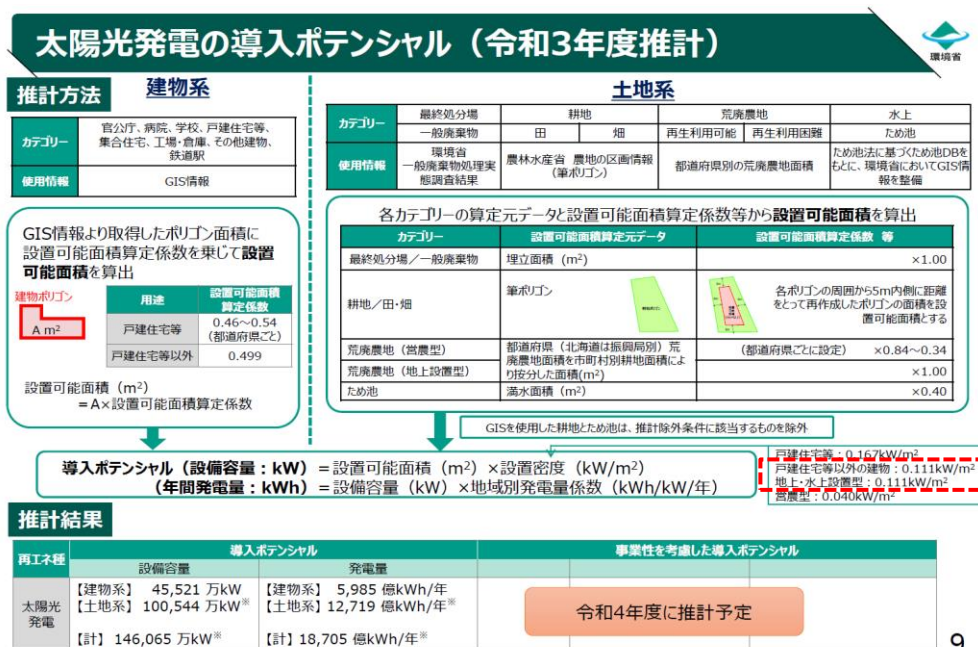 太陽光発電の導入ポテンシャル（令和3年度推計）
環境省
推計方法
建物系
カテゴリー
官公庁、病院、学校、戸建住宅等、
集合住宅、工場・倉庫、その他建物、
鉄道駅
使用情報
GIS情報
GIS情報より取得したポリゴン面積に
設置可能面積算定係数を乗じて設置
可能面積を算出
建物ポリゴン
A m²
用途
設置可能面積
算定係数
戸建住宅等
0.46～0.54
（都道府県ごと）
戸建住宅等以外
0.499
設置可能面積（m²）
＝A×設置可能面積算定係数
土地系
カテゴリー
最終処分場
耕地
荒廃農地
水上
一般廃棄物
田
畑
再生利用可能
再生利用困難
ため池
使用情報
環境省
一般廃棄物処理実
態調査結果
農林水産省 農地の区画情報
（筆ポリゴン）
都道府県別の荒廃農地面積
ため池法に基づくため池DBを
もとに、環境省においてGIS情
報を整備
各カテゴリーの算定元データと設置可能面積算定係数等から設置可能面積を算出
カテゴリー
設置可能面積算定元データ
設置可能面積算定係数 等
最終処分場／一般廃棄物
埋立面積（m²）
×1.00
耕地／田・畑
筆ポリゴン
各ポリゴンの周囲から5m内側に距離
をとって再作成したポリゴンの面積を設
置可能面積とする
荒廃農地（営農型）
都道府県（北海道は振興局別）荒
廃農地面積を市町村別耕地面積によ
り按分した面積(m²)
（都道府県ごとに設定） ×0.84～0.34
荒廃農地（地上設置型）
×1.00
ため池
満水面積（m²）
×0.40
GISを使用した耕地とため池は、推計除外条件に該当するものを除外
導入ポテンシャル（設備容量：kW）＝設置可能面積（m²）×設置密度（kW/m²）
（年間発電量：kWh）＝設備容量（kW）×地域別発電量係数（kWh/kW/年）
戸建住宅等：0.167kW/m²
戸建住宅等以外の建物：0.111kW/m²
地上・水上設置型：0.111kW/m²
営農型：0.040kW/m²
推計結果
再エネ種
導入ポテンシャル
事業性を考慮した導入ポテンシャル
設備容量
発電量
太陽光
発電
【建物系】 45,521 万kW
【土地系】 100,544 万kW※
【計】 146,065 万kW※
【建物系】 5,985 億kWh/年
【土地系】 12,719 億kWh/年※
【計】 18,705 億kWh/年※
令和4年度に推計予定
9